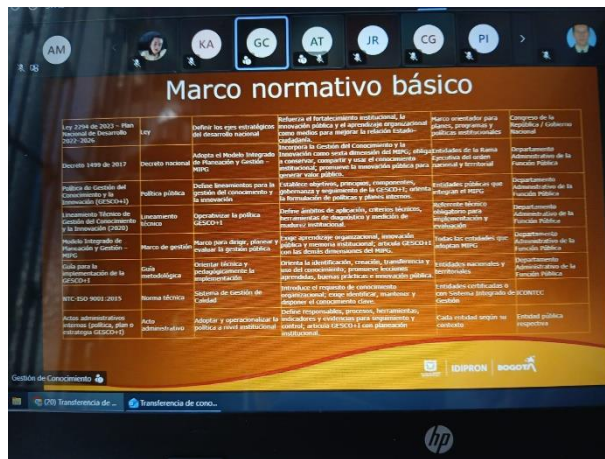 AM
KA
GC
AT
JR
CG
PI
Marco normativo básico
Ley 2294 de 2023 – Plan
Nacional de Desarrollo
2022-2026
Ley
Definir los ejes estratégicos
del desarrollo nacional
Refuerza el fortalecimiento institucional, la
innovación pública y el aprendizaje organizacional
como medios para mejorar la relación Estado-
ciudadanía.
Marco orientador para
planes, programas y
políticas institucionales
Congreso de la
República / Gobierno
Nacional
Decreto 1499 de 2017
Decreto nacional
Adopta el Modelo Integrado
de Planeación y Gestión –
MIPG
Incorpora la Gestión del Conocimiento y la
Innovación como sexta dimensión del MIPG; obliga
a conservar, compartir y usar el conocimiento
institucional; promueve la innovación pública para
generar valor público.
Entidades de la Rama
Ejecutiva del orden
nacional y territorial
Departamento
Administrativo de la
Función Pública
Política de Gestión del
Conocimiento y la
Innovación (GESCO+I)
Política pública
Define lineamientos para la
gestión del conocimiento y
la innovación
Establece objetivos, principios, componentes,
gobernanza y seguimiento de la GESCO+I; orienta
la formulación de políticas y planes internos.
Entidades públicas que
integran el MIPG
Departamento
Administrativo de la
Función Pública
Lineamiento Técnico de
Gestión del Conocimiento
y la Innovación (2020)
Lineamiento
técnico
Operativizar la política
GESCO+I
Define ámbitos de aplicación, criterios técnicos,
herramientas de diagnóstico y medición de
madurez institucional.
Referente técnico
obligatorio para
implementación y
evaluación
Departamento
Administrativo de la
Función Pública
Modelo Integrado de
Planeación y Gestión –
MIPG
Marco de gestión
Marco para dirigir, planear y
evaluar la gestión pública
Exige aprendizaje organizacional, innovación
pública y memoria institucional; articula GESCO+I
con las demás dimensiones del MIPG.
Todas las entidades que
adoptan MIPG
Departamento
Administrativo de la
Función Pública
Guía para la
implementación de la
GESCO+I
Guía
metodológica
Orientar técnica y
pedagógicamente la
implementación
Orienta la identificación, creación, transferencia y
uso del conocimiento; promueve lecciones
aprendidas, buenas prácticas e innovación pública.
Entidades nacionales y
territoriales
Departamento
Administrativo de la
Función Pública
NTC-ISO 9001:2015
Norma técnica
Sistema de Gestión de
Calidad
Introduce el requisito de conocimiento
organizacional; exige identificar, mantener y
disponer el conocimiento clave.
Entidades certificadas o
con Sistema Integrado de
Gestión
ICONTEC
Actos administrativos
internos (política, plan o
estrategia GESCO+I)
Acto
administrativo
Adoptar y operacionalizar la
política a nivel institucional
Define responsables, procesos, herramientas,
indicadores y evidencias para seguimiento y
control; articula GESCO+I con planeación
institucional.
Cada entidad según su
contexto
Entidad pública
respectiva
IDIPRON
BOGOTÁ
Gestión de Conocimiento
(20) Transferencia de ...
Transferencia de cono...
hp